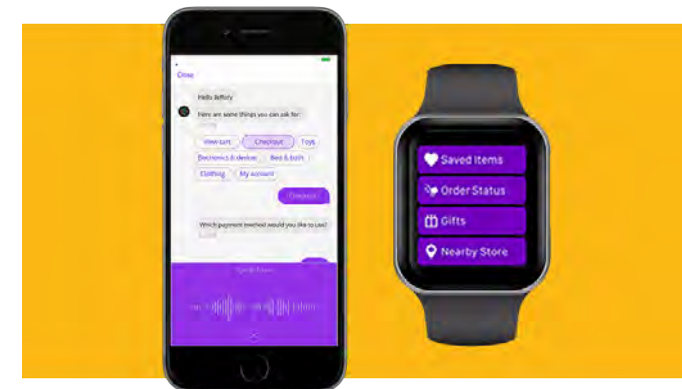 Close
Hello Jeffery
Here are some things you can ask for:
View cart
Checkout
Toys
Electronics & devices
Bed & bath
Clothing
My account
Checkout
Which payment method would you like to use?
Saved Items
Order Status
Gifts
Nearby Store